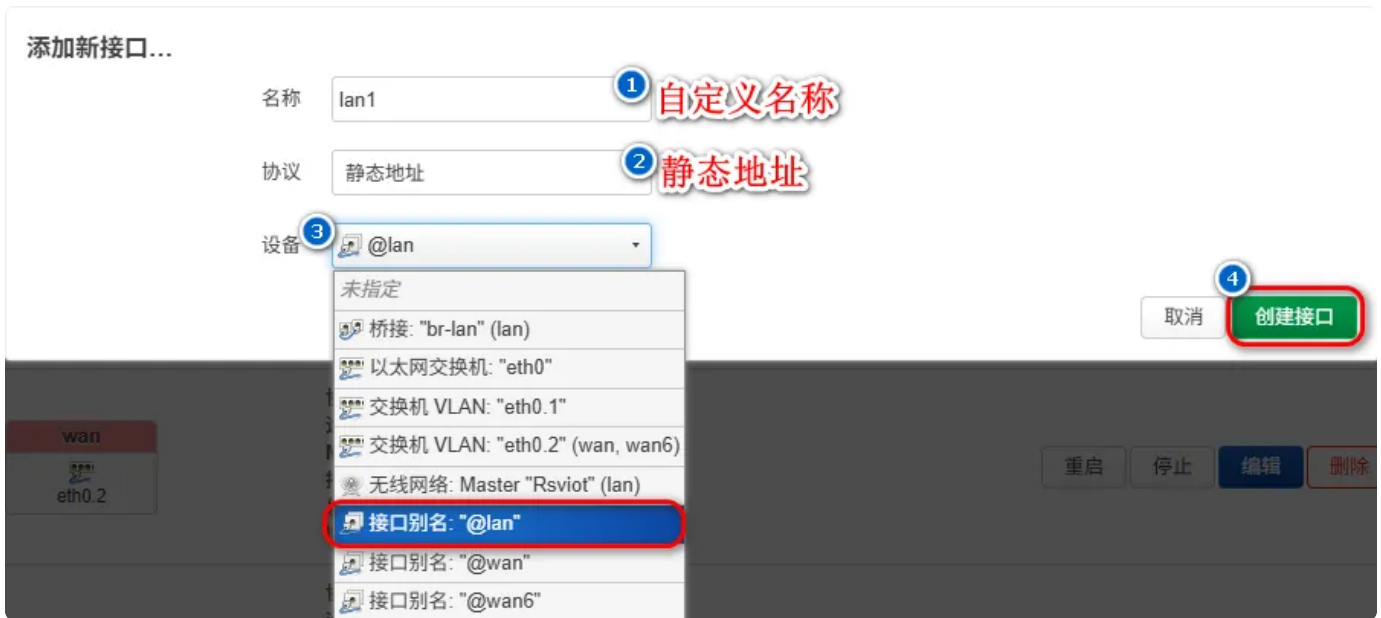 添加新接口...
名称
lan1
1
自定义名称
协议
静态地址
2
静态地址
设备
3
@lan
未指定
桥接: "br-lan" (lan)
以太网交换机: "eth0"
交换机 VLAN: "eth0.1"
交换机 VLAN: "eth0.2" (wan, wan6)
无线网络: Master "Rsviot" (lan)
接口别名: "@lan"
接口别名: "@wan"
接口别名: "@wan6"
4
取消
创建接口
wan
eth0.2
重启
停止
编辑
删除